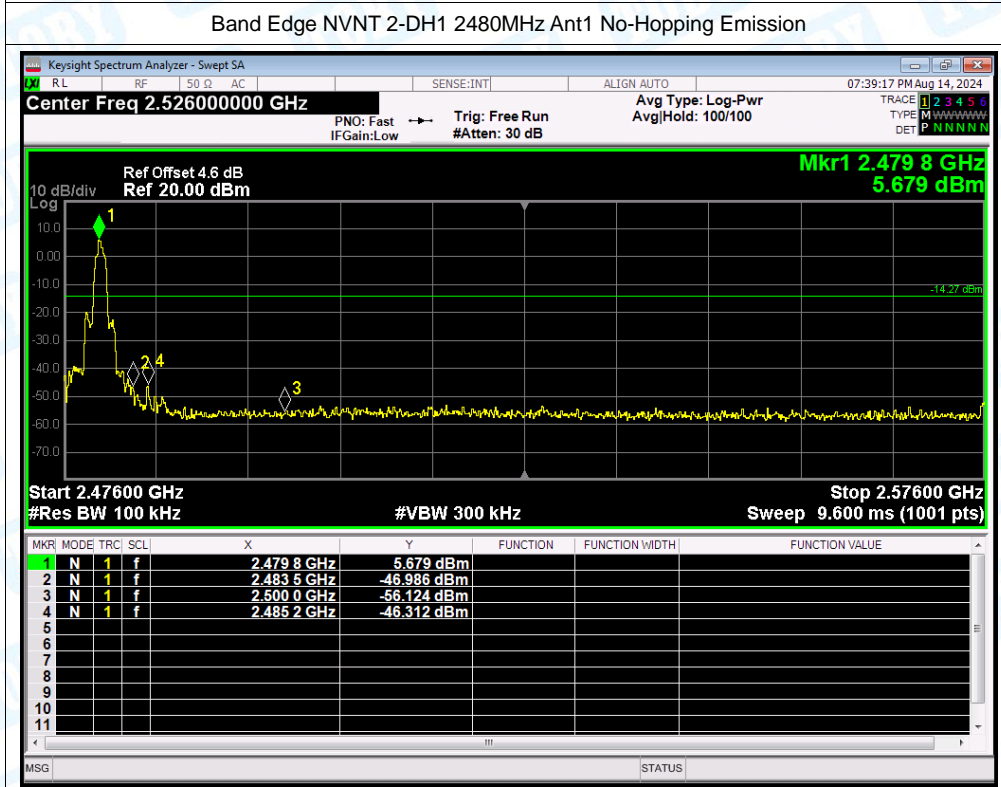 Band Edge NVNT 2-DH1 2480MHz Ant1 No-Hopping Emission
Keysight Spectrum Analyzer - Swept SA
LXI RL RF 50 Ω AC SENSE:INT ALIGN AUTO 07:39:17 PM Aug 14, 2024
Center Freq 2.526000000 GHz Avg Type: Log-Pwr TRACE 1 2 3 4 5 6
PNO: Fast Trig: Free Run Avg|Hold: 100/100 TYPE M W W W W W
IFGain:Low #Atten: 30 dB DET P N N N N N
Mkr1 2.479 8 GHz
Ref Offset 4.6 dB
10 dB/div Ref 20.00 dBm 5.679 dBm
Log
1
10.0
0.00
-10.0
-14.27 dBm
-20.0
-30.0
-40.0
2 4
3
-50.0
-60.0
-70.0
Start 2.47600 GHz Stop 2.57600 GHz
#Res BW 100 kHz #VBW 300 kHz Sweep 9.600 ms (1001 pts)
MKR MODE TRC SCL X Y FUNCTION FUNCTION WIDTH FUNCTION VALUE
1 N 1 f 2.479 8 GHz 5.679 dBm
2 N 1 f 2.483 5 GHz -46.986 dBm
3 N 1 f 2.500 0 GHz -56.124 dBm
4 N 1 f 2.485 2 GHz -46.312 dBm
5
6
7
8
9
10
11
MSG STATUS